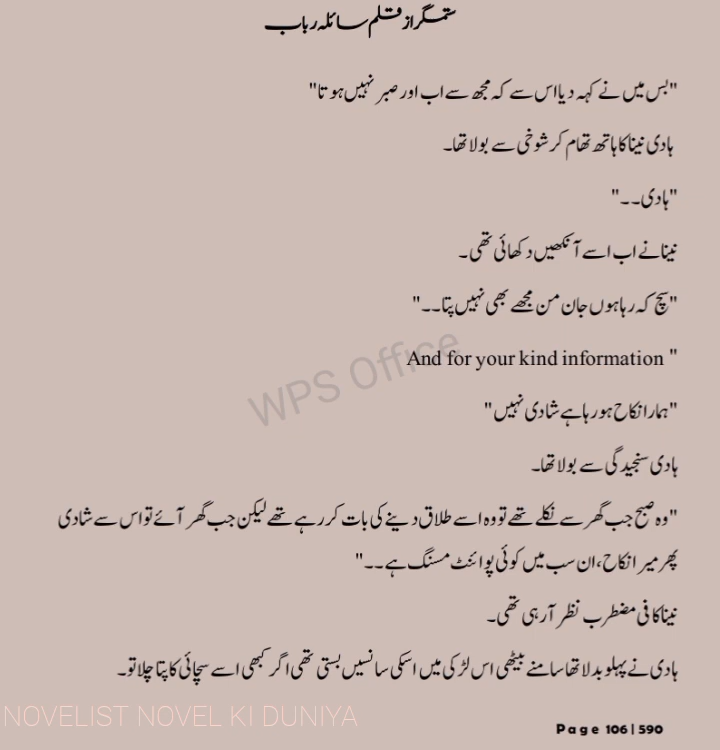 ستمگر از قلم سائلہ رباب
"بس میں نے کہہ دیا اس سے کہ مجھ سے اب اور صبر نہیں ہوتا"
ہادی نینا کا ہاتھ تھام کر شوخی سے بولا تھا۔
"ہادی۔۔"
نینا نے اب اسے آنکھیں دکھائی تھی۔
"سچ کہ رہا ہوں جان من مجھے بھی نہیں پتا۔۔"
" And for your kind information
"ہمارا نکاح ہو رہا ہے شادی نہیں"
ہادی سنجیدگی سے بولا تھا۔
"وہ صبح جب گھر سے نکلے تھے تو وہ اسے طلاق دینے کی بات کر رہے تھے لیکن جب گھر آئے تو اس سے شادی
پھر میرا نکاح، ان سب میں کوئی پوائنٹ مسنگ ہے۔۔"
نینا کافی مضطرب نظر آرہی تھی۔
ہادی نے پہلو بدلا تھا سامنے بیٹھی اس لڑکی میں اسکی سانسیں بستی تھی اگر کبھی اسے سچائی کا پتا چلا تو۔
WPS Office
NOVELIST NOVEL KI DUNIYA
Page 106 | 590